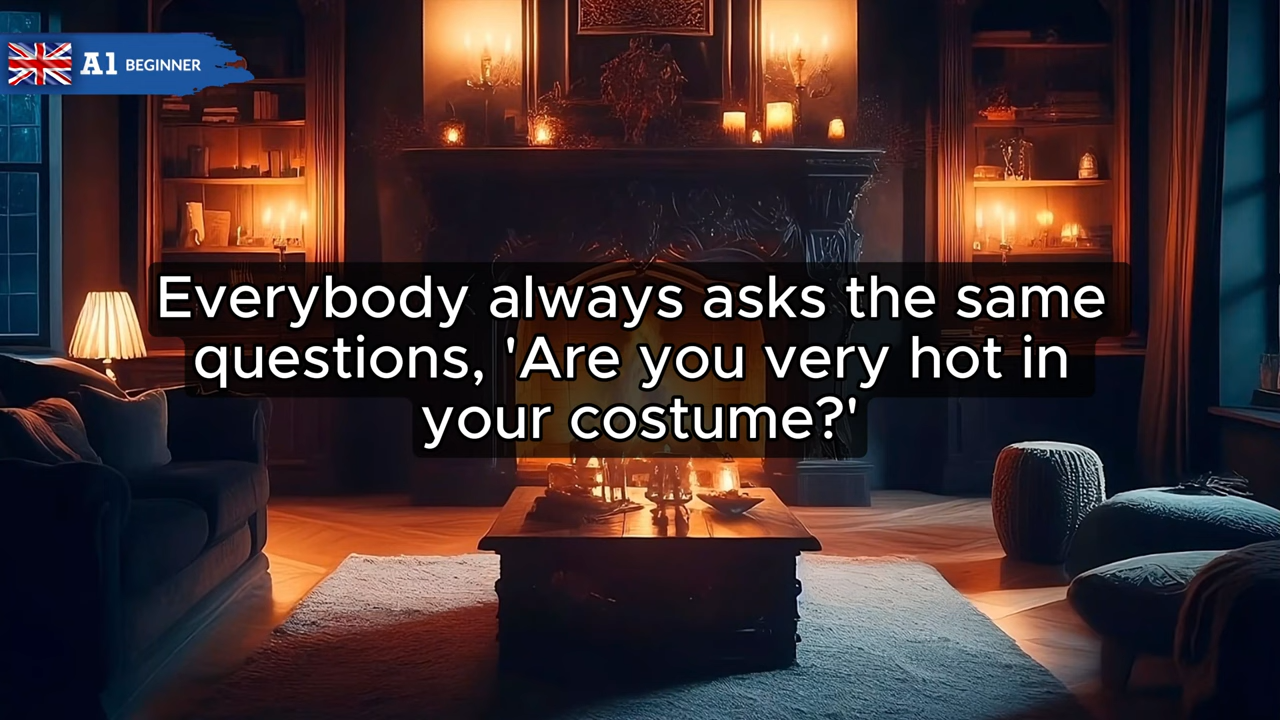 A1 BEGINNER
Everybody always asks the same
questions, 'Are you very hot in
your costume?'